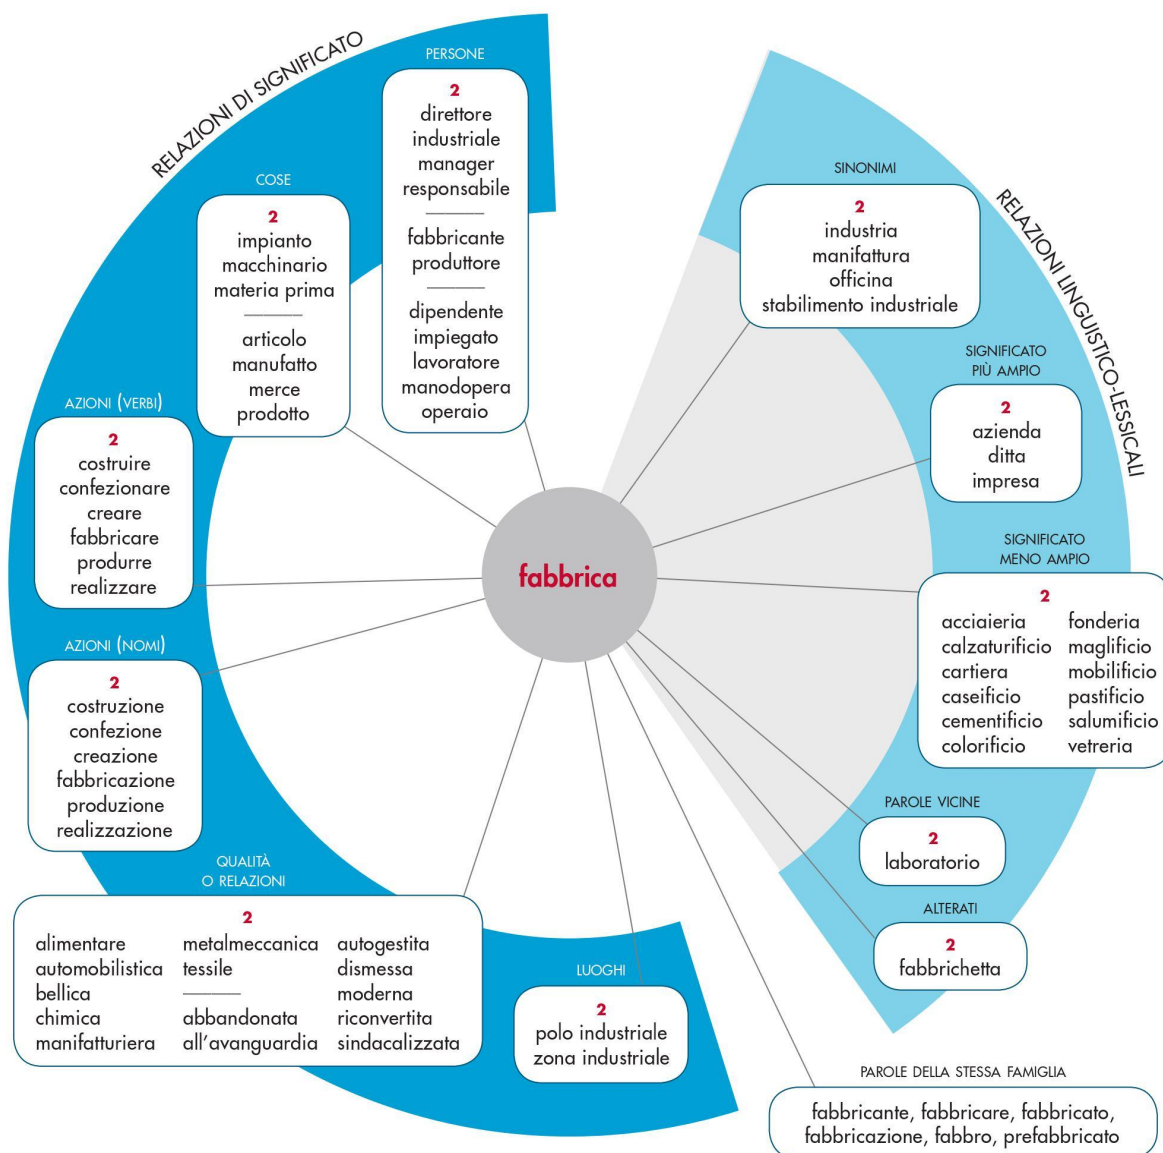 RELAZIONI DI SIGNIFICATO
PERSONE
2
direttore
industriale
manager
responsabile
fabbricante
produttore
dipendente
impiegato
lavoratore
manodopera
operaio
COSE
2
impianto
macchinario
materia prima
articolo
manufatto
merce
prodotto
AZIONI (VERBI)
2
costruire
confezionare
creare
fabbricare
produrre
realizzare
AZIONI (NOMI)
2
costruzione
confezione
creazione
fabbricazione
produzione
realizzazione
QUALITÀ
O RELAZIONI
2
alimentare
automobilistica
bellica
chimica
manifatturiera
metalmeccanica
tessile
abbandonata
all'avanguardia
autogestita
dismessa
moderna
riconvertita
sindacalizzata
LUOGHI
2
polo industriale
zona industriale
fabbrica
RELAZIONI LINGUISTICO-LESSICALI
SINONIMI
2
industria
manifattura
officina
stabilimento industriale
SIGNIFICATO
PIÙ AMPIO
2
azienda
ditta
impresa
SIGNIFICATO
MENO AMPIO
2
acciaieria
calzaturificio
cartiera
caseificio
cementificio
colorificio
fonderia
maglificio
mobilificio
pastificio
salumificio
vetreria
PAROLE VICINE
2
laboratorio
ALTERATI
2
fabbrichetta
PAROLE DELLA STESSA FAMIGLIA
fabbricante, fabbricare, fabbricato,
fabbricazione, fabbro, prefabbricato